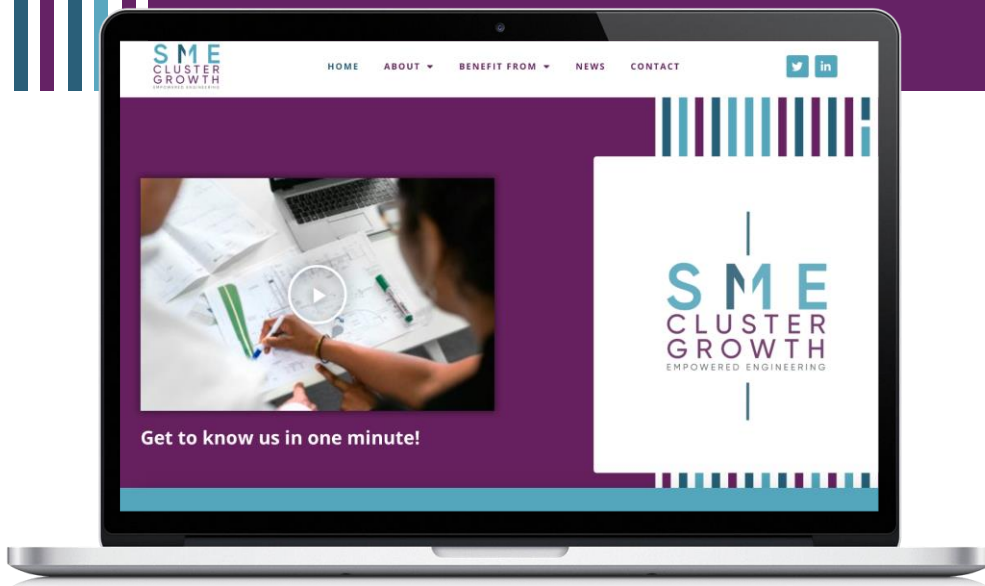 SME
CLUSTER
GROWTH
EMPOWERED ENGINEERING
HOME ABOUT BENEFIT FROM NEWS CONTACT
in
SME
CLUSTER
GROWTH
EMPOWERED ENGINEERING
Get to know us in one minute!